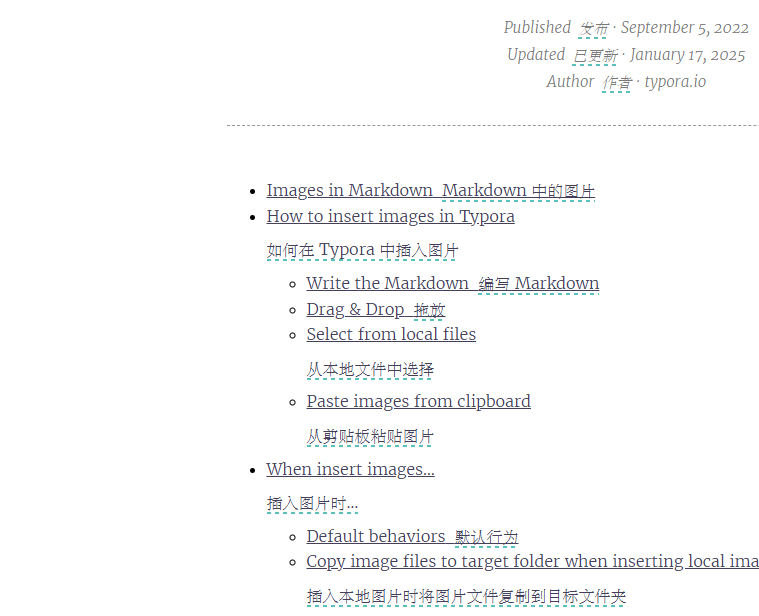 Published 发布 · September 5, 2022
Updated 已更新 · January 17, 2025
Author 作者 · typora.io
Images in Markdown Markdown 中的图片
How to insert images in Typora
如何在 Typora 中插入图片
Write the Markdown 编写 Markdown
Drag & Drop 拖放
Select from local files
从本地文件中选择
Paste images from clipboard
从剪贴板粘贴图片
When insert images…
插入图片时…
Default behaviors 默认行为
Copy image files to target folder when inserting local ima
插入本地图片时将图片文件复制到目标文件夹